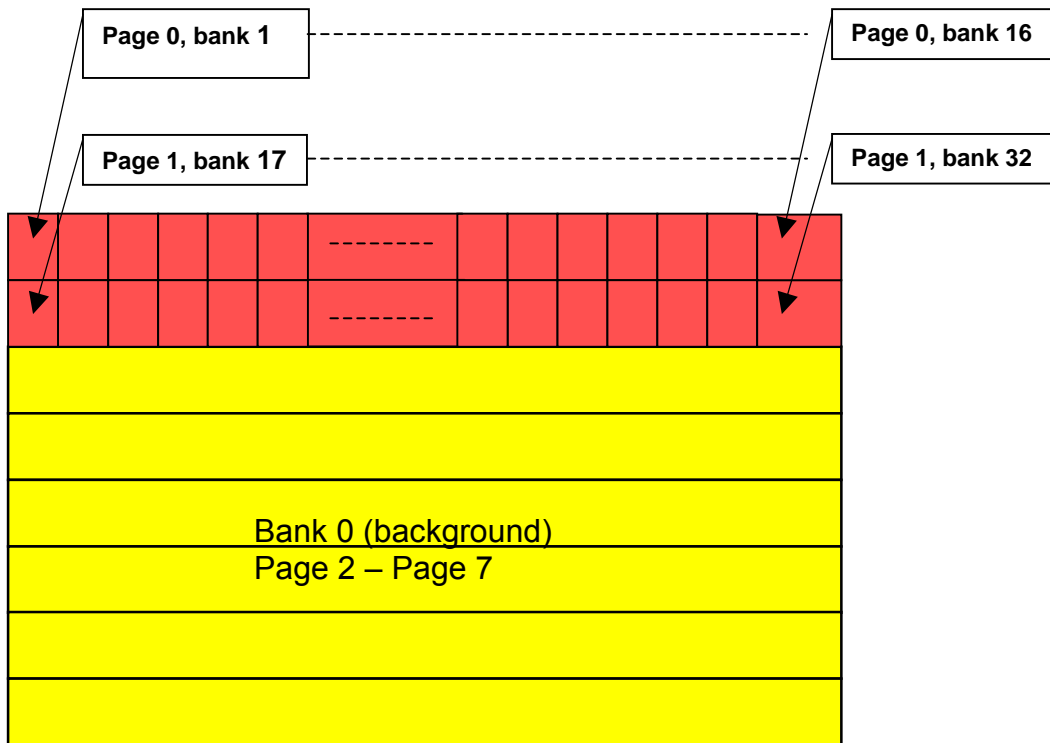 Page 0, bank 1
Page 0, bank 16
Page 1, bank 17
Page 1, bank 32
Bank 0 (background)
Page 2 – Page 7